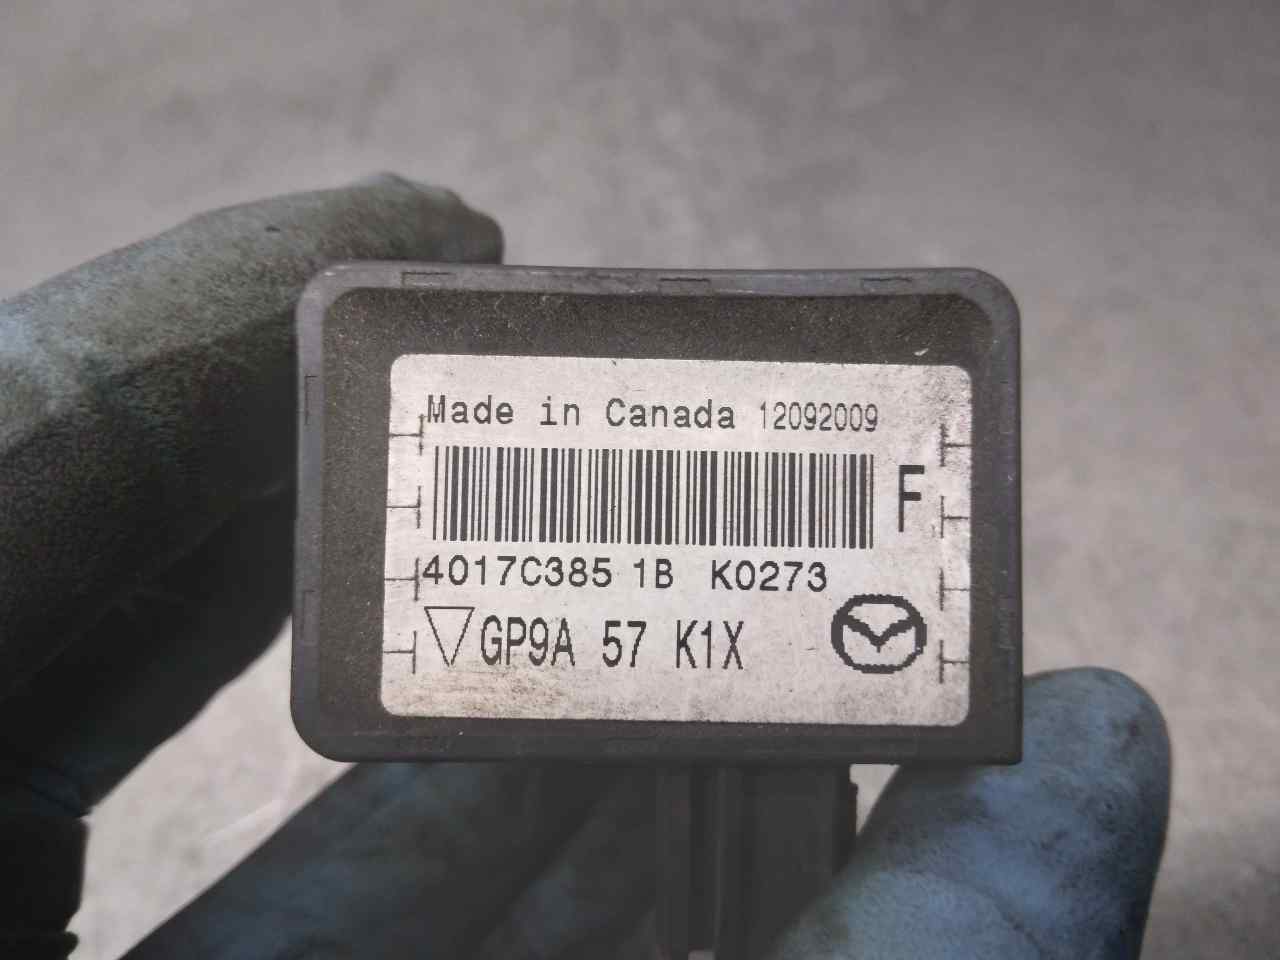 Made in Canada 12092009
F
4017C385 1B K0273
GP9A 57 K1X